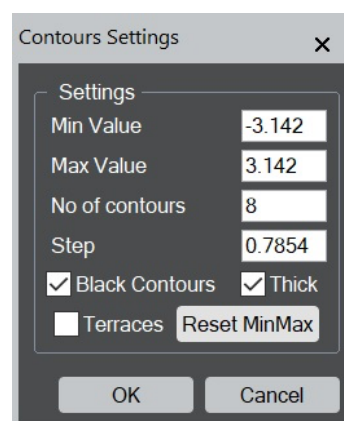 Contours Settings
Settings
Min Value -3.142
Max Value 3.142
No of contours 8
Step 0.7854
Black Contours Thick
Terraces Reset MinMax
OK Cancel